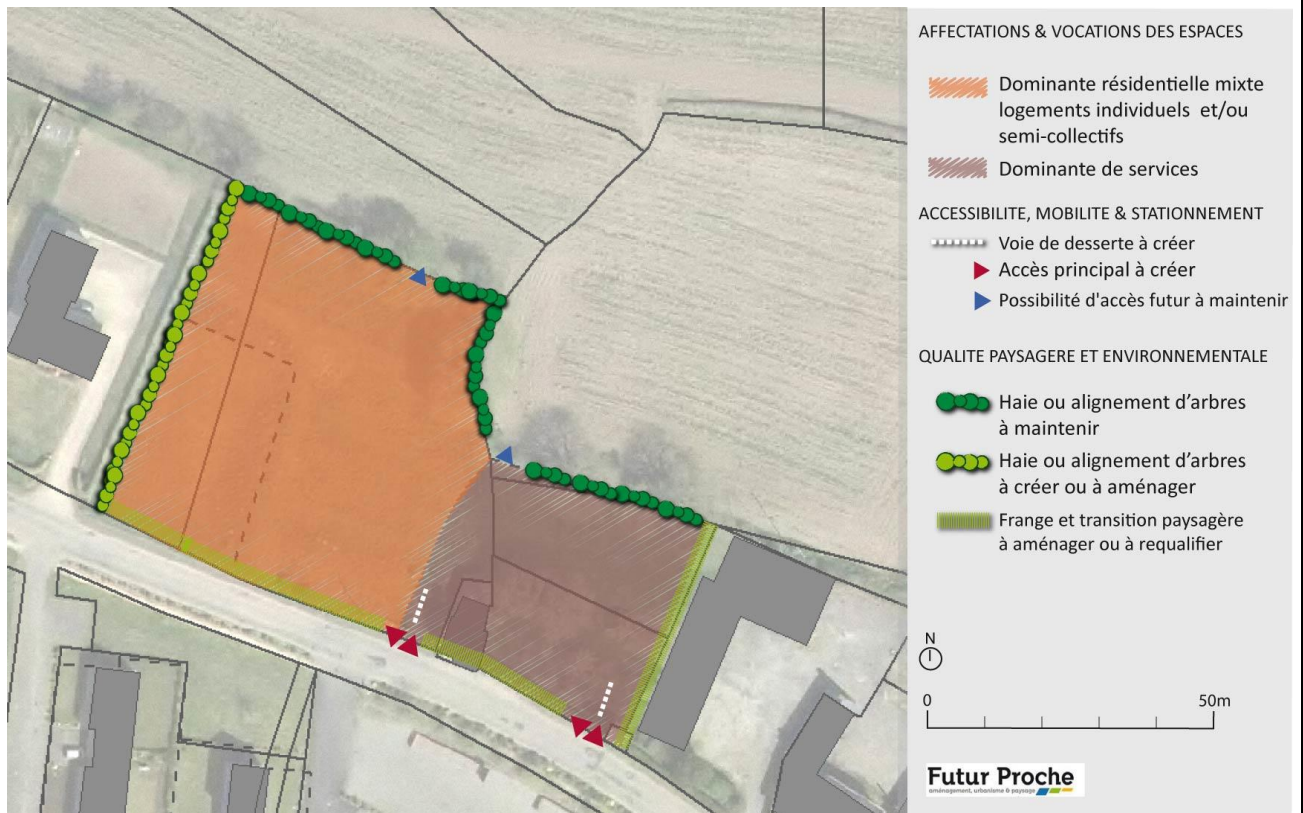 AFFECTATIONS & VOCATIONS DES ESPACES
Dominante résidentielle mixte
logements individuels et/ou
semi-collectifs
Dominante de services
ACCESSIBILITE, MOBILITE & STATIONNEMENT
Voie de desserte à créer
Accès principal à créer
Possibilité d'accès futur à maintenir
QUALITE PAYSAGERE ET ENVIRONNEMENTALE
Haie ou alignement d'arbres
à maintenir
Haie ou alignement d'arbres
à créer ou à aménager
Frange et transition paysagère
à aménager ou à requalifier
N
0 50m
Futur Proche
aménagement, urbanisme & paysage